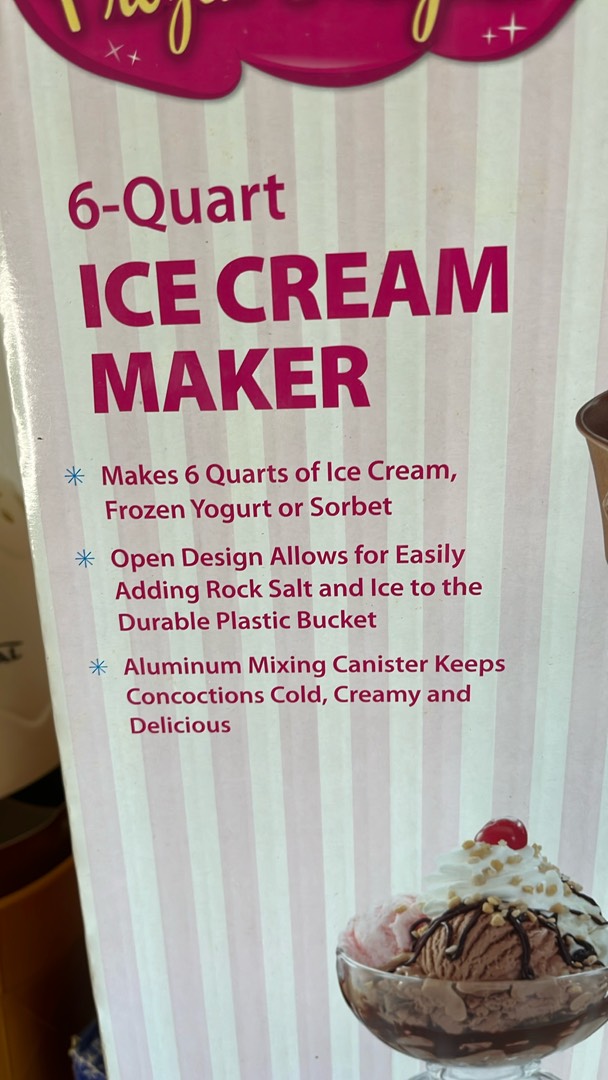 6-Quart
ICE CREAM
MAKER
Makes 6 Quarts of Ice Cream,
Frozen Yogurt or Sorbet
Open Design Allows for Easily
Adding Rock Salt and Ice to the
Durable Plastic Bucket
Aluminum Mixing Canister Keeps
Concoctions Cold, Creamy and
Delicious